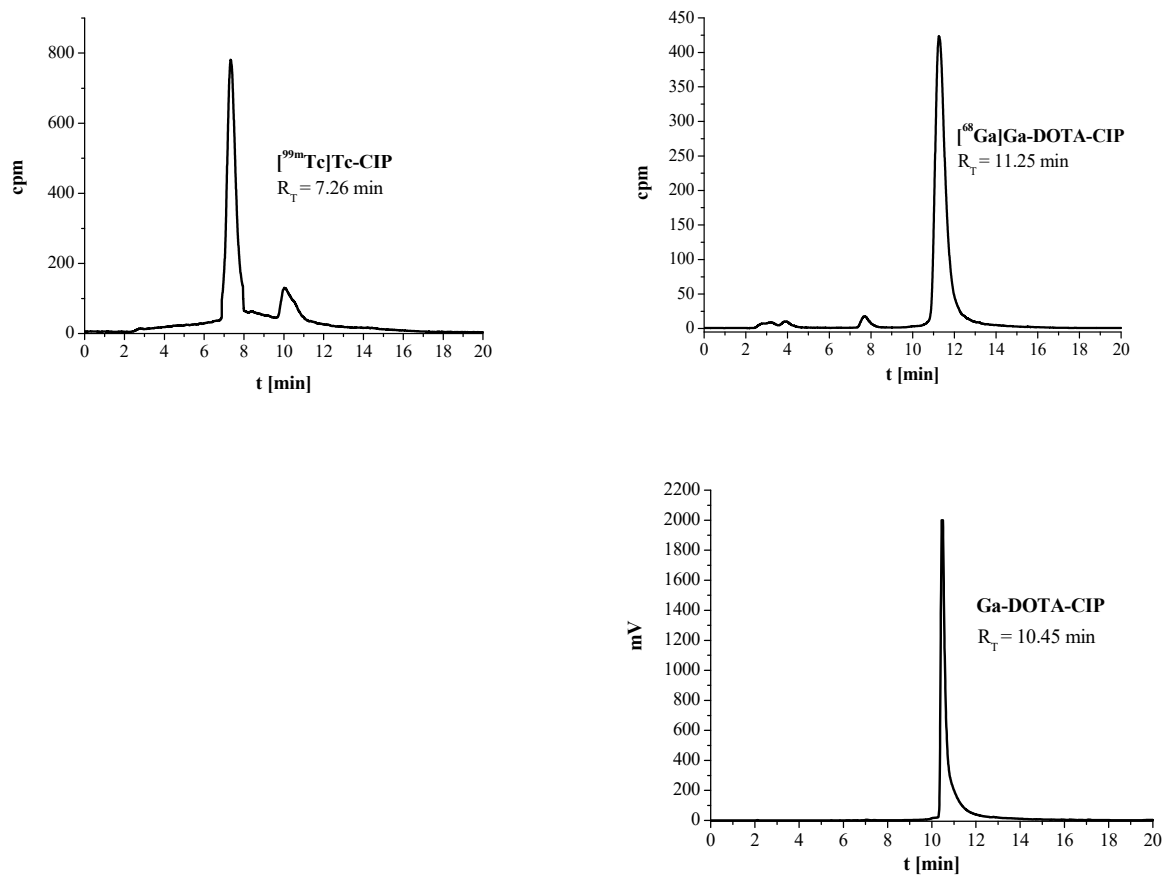 800
600
400
200
0
cpm
[99mTc]Tc-CIP
RT = 7.26 min
0 2 4 6 8 10 12 14 16 18 20
t [min]
450
400
350
300
250
200
150
100
50
0
cpm
[68Ga]Ga-DOTA-CIP
RT = 11.25 min
0 2 4 6 8 10 12 14 16 18 20
t [min]
2200
2000
1800
1600
1400
1200
1000
800
600
400
200
0
mV
Ga-DOTA-CIP
RT = 10.45 min
0 2 4 6 8 10 12 14 16 18 20
t [min]